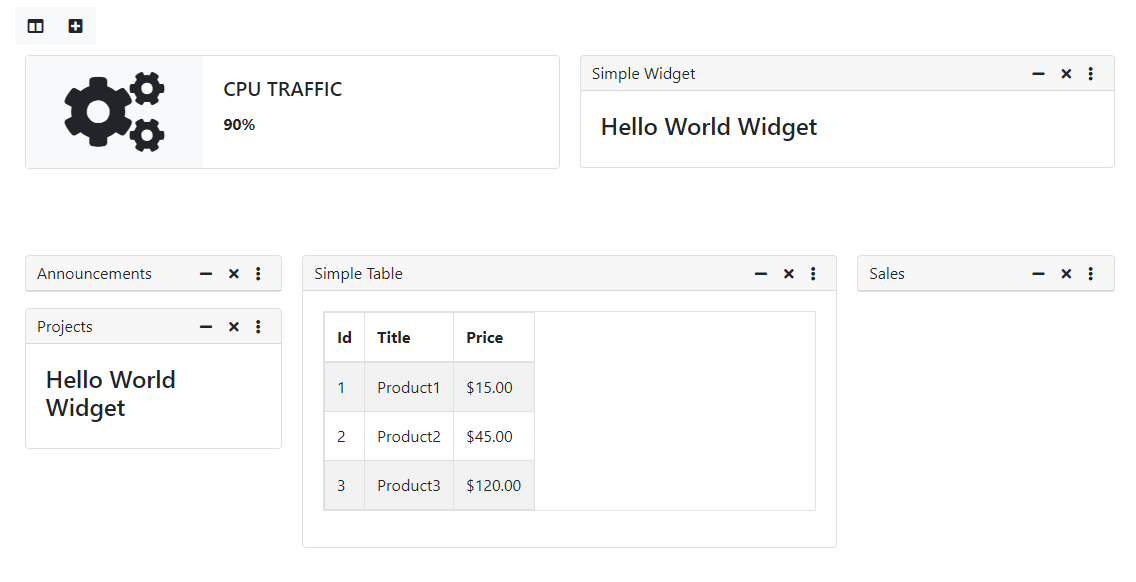 CPU TRAFFIC
90%
Simple Widget
Hello World Widget
Announcements
Projects
Hello World
Widget
Simple Table
Id Title Price
1 Product1 $15.00
2 Product2 $45.00
3 Product3 $120.00
Sales